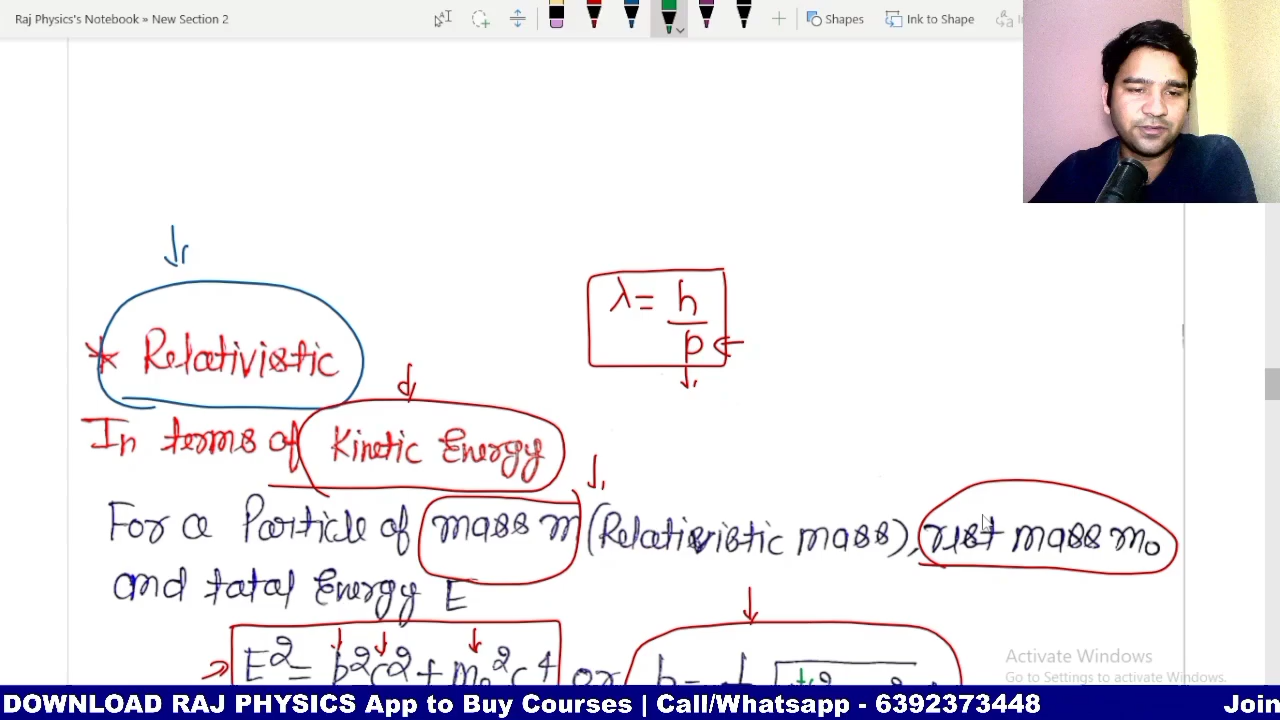 Raj Physics's Notebook » New Section 2
Shapes
Ink to Shape
λ = h/p
* Relativistic
In terms of Kinetic Energy
For a Particle of mass m (Relativistic mass), rest mass m₀
and total Energy E
E² = p²c² + m₀²c⁴ or
Activate Windows
Go to Settings to activate Windows.
DOWNLOAD RAJ PHYSICS App to Buy Courses | Call/Whatsapp - 6392373448 Join